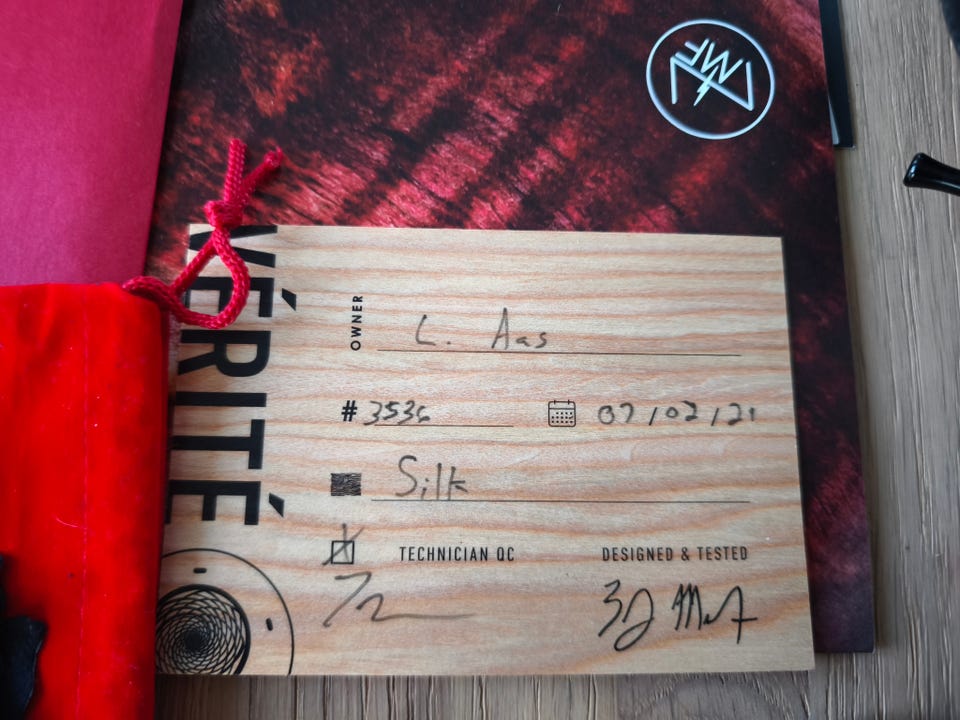 VÉRITÉ
OWNER L. Aas
# 3536 07/02/21
Silk
TECHNICIAN QC DESIGNED & TESTED